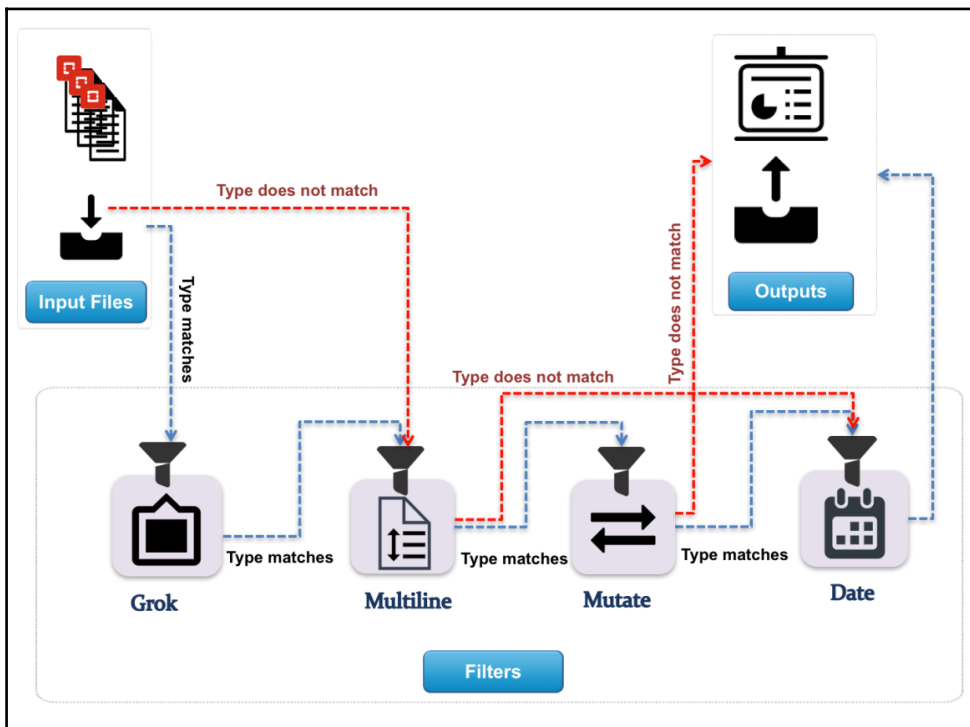 Type does not match
Input Files
Type matches
Outputs
Type does not match
Type does not match
Type matches
Type matches
Type matches
Grok
Multiline
Mutate
Date
Filters